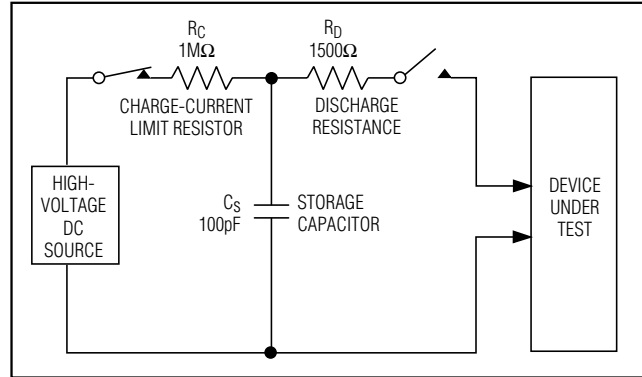 R_C
1MΩ
R_D
1500Ω
CHARGE-CURRENT
LIMIT RESISTOR
DISCHARGE
RESISTANCE
HIGH-
VOLTAGE
DC
SOURCE
C_S
100pF
STORAGE
CAPACITOR
DEVICE
UNDER
TEST